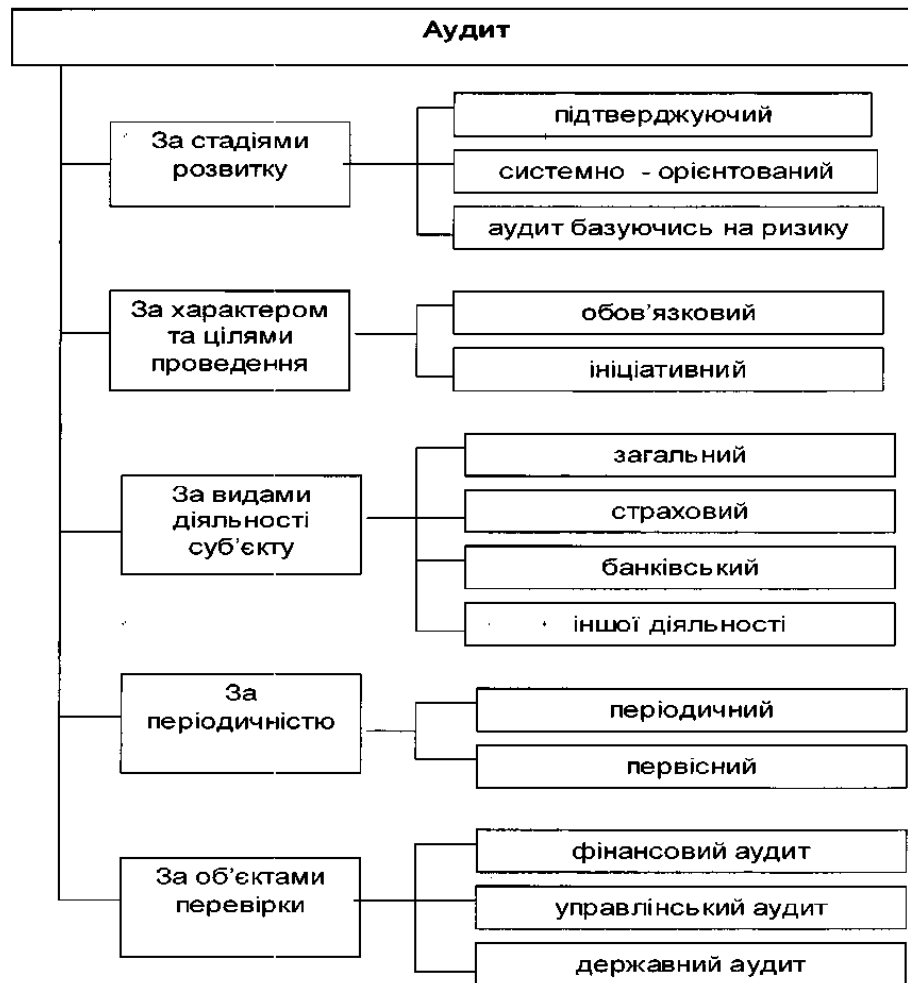 Аудит
За стадіями
розвитку
підтверджуючий
системно - орієнтований
аудит базуючись на ризику
За характером
та цілями
проведення
обов’язковий
ініціативний
За видами
діяльності
суб’єкту
загальний
страховий
банківський
іншої діяльності
За
періодичністю
періодичний
первісний
За об’єктами
перевірки
фінансовий аудит
управлінський аудит
державний аудит